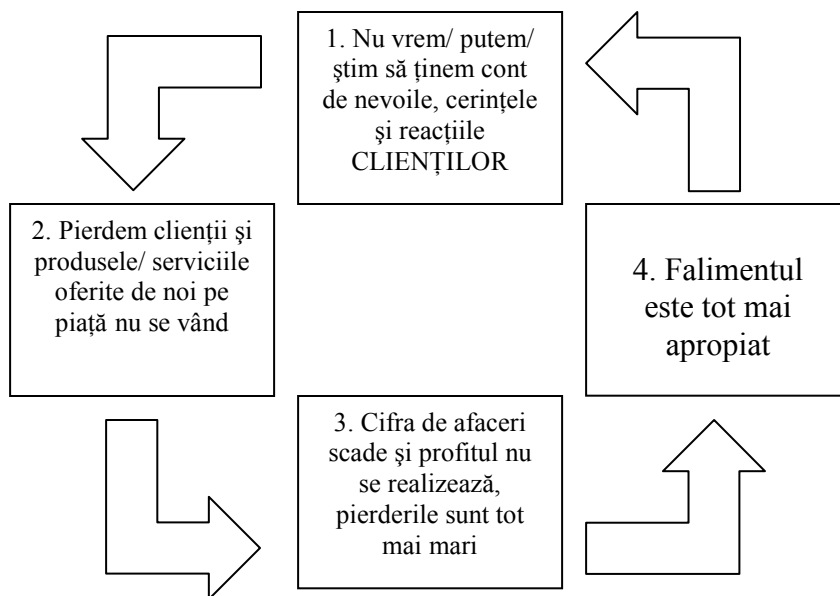 1. Nu vrem/ putem/
ştim să ținem cont
de nevoile, cerințele
şi reacțiile
CLIENȚILOR
2. Pierdem clienții şi
produsele/ serviciile
oferite de noi pe
piață nu se vând
3. Cifra de afaceri
scade şi profitul nu
se realizează,
pierderile sunt tot
mai mari
4. Falimentul
este tot mai
apropiat